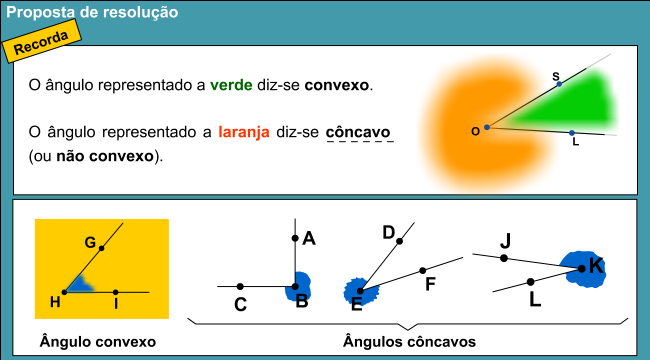 Proposta de resolução
Recorda
O ângulo representado a verde diz-se convexo.
O ângulo representado a laranja diz-se côncavo
(ou não convexo).
S
O
L
G
H
I
A
C
B
D
E
F
J
K
L
Ângulo convexo
Ângulos côncavos